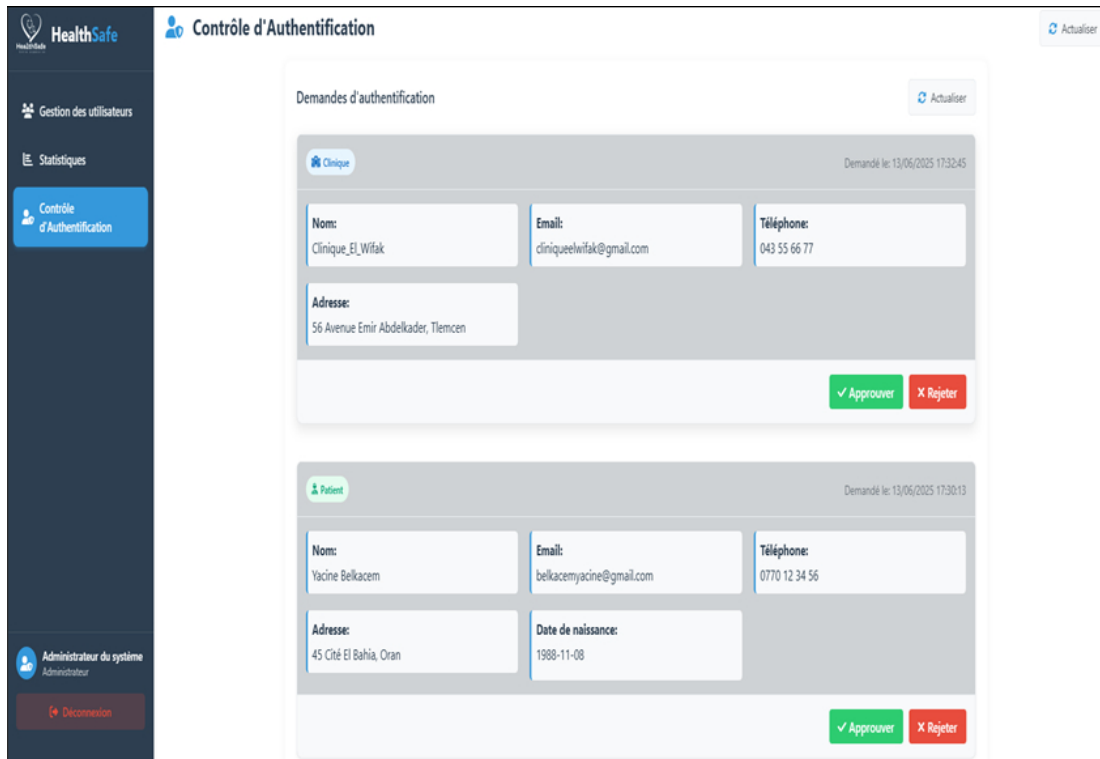 HealthSafe
HealthSafe
Gestion des utilisateurs
Statistiques
Contrôle
d'Authentification
Administrateur du système
Administrateur
Déconnexion
Contrôle d'Authentification
Actualiser
Demandes d'authentification
Actualiser
Clinique
Demandé le: 13/06/2025 17:32:45
Nom:
Clinique_El_Wifak
Email:
cliniqueelwifak@gmail.com
Téléphone:
043 55 66 77
Adresse:
56 Avenue Emir Abdelkader, Tlemcen
Approuver
Rejeter
Patient
Demandé le: 13/06/2025 17:30:13
Nom:
Yacine Belkacem
Email:
belkacemyacine@gmail.com
Téléphone:
0770 12 34 56
Adresse:
45 Cité El Bahia, Oran
Date de naissance:
1988-11-08
Approuver
Rejeter